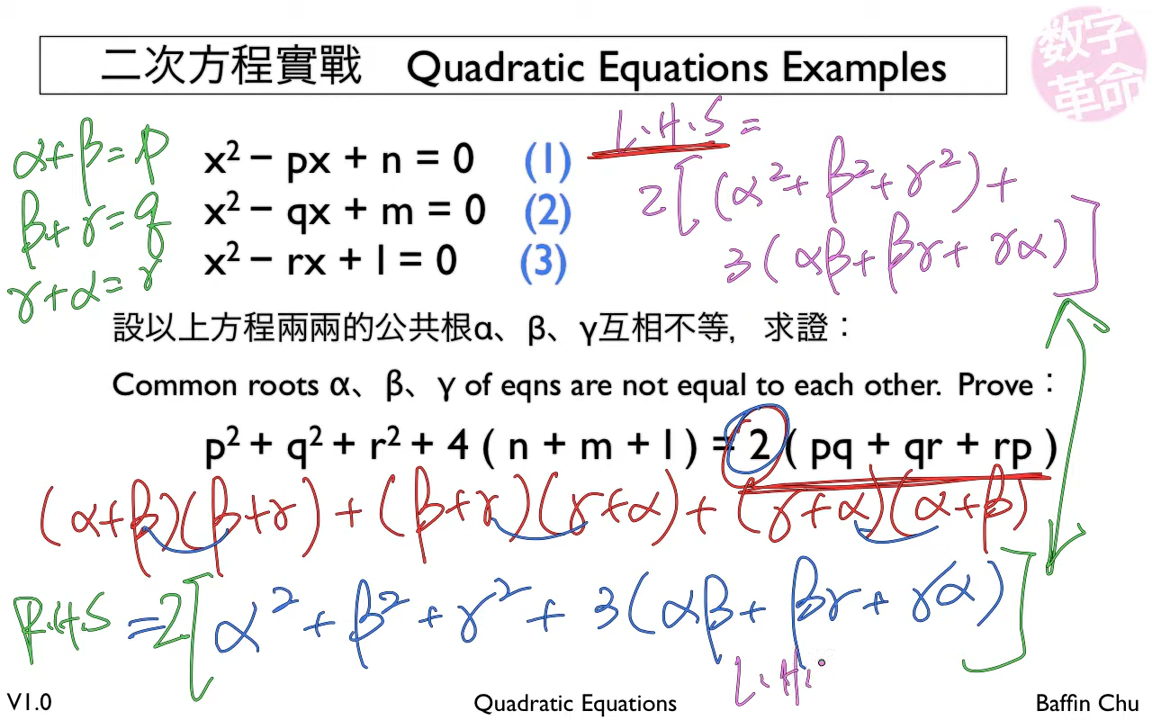 二次方程實戰 Quadratic Equations Examples
数字
革命
α+β=p
β+γ=q
γ+α=r
x² − px + n = 0 (1)
x² − qx + m = 0 (2)
x² − rx + l = 0 (3)
L.H.S =
2[(α²+β²+γ²)+
3(αβ+βγ+γα)]
設以上方程兩兩的公共根α、β、γ互相不等, 求證：
Common roots α、β、γ of eqns are not equal to each other. Prove：
p² + q² + r² + 4 ( n + m + l ) = 2 ( pq + qr + rp )
(α+β)(β+γ)+(β+γ)(γ+α)+(γ+α)(α+β)
R.H.S =2[α²+β²+γ²+3(αβ+βγ+γα)]
L.H.
V1.0
Quadratic Equations
Baffin Chu